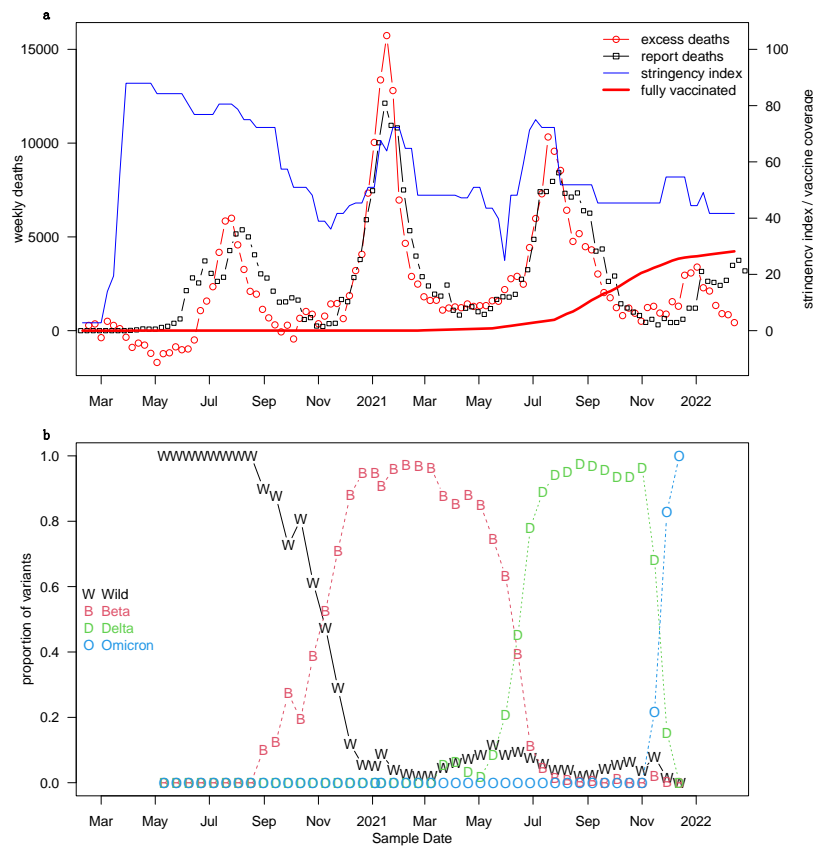 a
excess deaths
report deaths
stringency index
fully vaccinated
15000
10000
5000
0
weekly deaths
100
80
60
40
20
0
stringency index / vaccine coverage
Mar May Jul Sep Nov 2021 Mar May Jul Sep Nov 2022
b
1.0
0.8
0.6
0.4
0.2
0.0
proportion of variants
W Wild
B Beta
D Delta
O Omicron
Mar May Jul Sep Nov 2021 Mar May Jul Sep Nov 2022
Sample Date